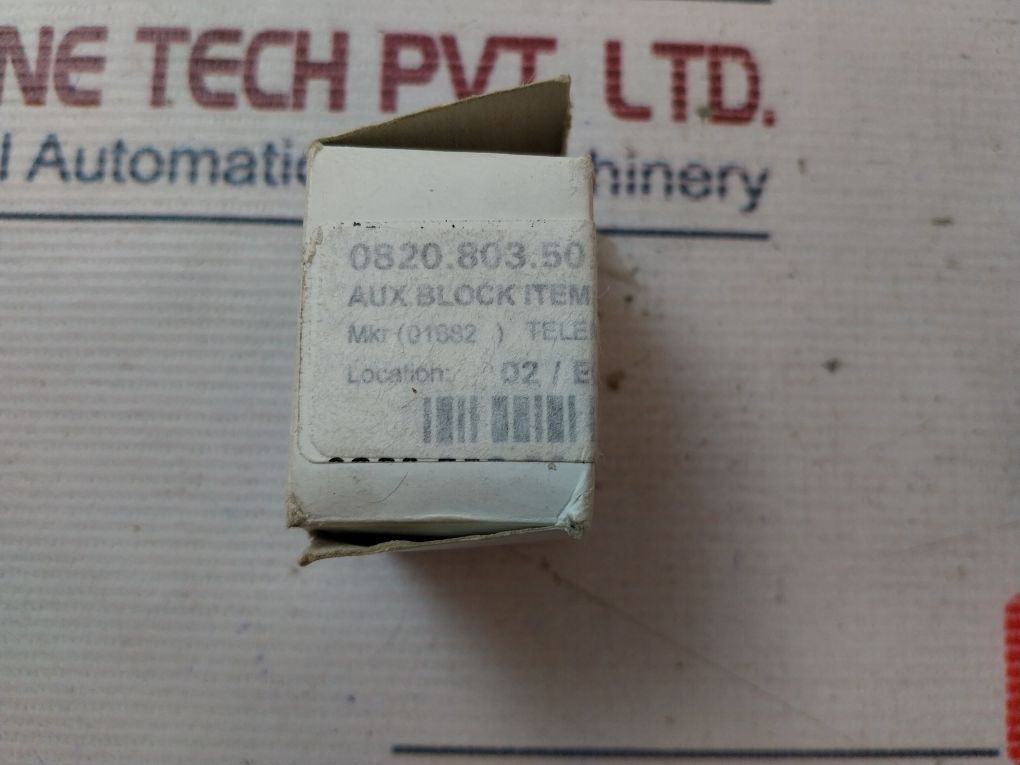 NE TECH PVT. LTD.
l Automati hinery
0820.803.50
AUX BLOCK ITEM
Mkr (01682 ) TELE
Location: 02 / E